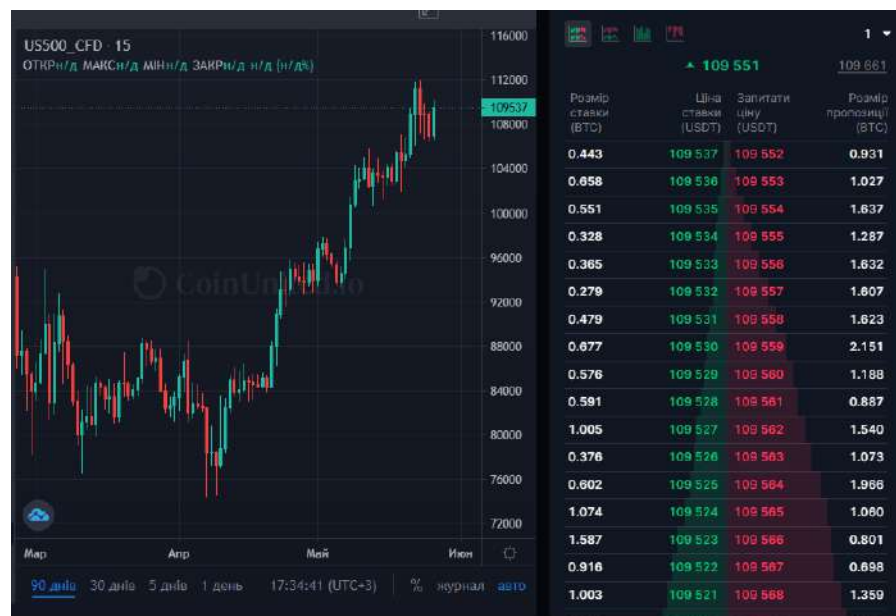 US500_CFD · 15
ОТКРн/д МАКСн/д МІНн/д ЗАКРн/д н/д (н/д%)
116000
112000
109537
108000
104000
100000
96000
92000
88000
84000
80000
76000
72000
Мар Апр Май Июн
90 днів 30 днів 5 днів 1 день 17:34:41 (UTC+3) % журнал авто
1
109 551 109 661
Розмір ставки (BTC) Ціна ставки (USDT) Запитати ціну (USDT) Розмір пропозиції (BTC)
0.443 109 537 109 552 0.931
0.658 109 536 109 553 1.027
0.551 109 535 109 554 1.637
0.328 109 534 109 555 1.287
0.365 109 533 109 556 1.632
0.279 109 532 109 557 1.607
0.479 109 531 109 558 1.623
0.677 109 530 109 559 2.151
0.576 109 529 109 560 1.188
0.591 109 528 109 561 0.887
1.005 109 527 109 562 1.540
0.376 109 526 109 563 1.073
0.602 109 525 109 564 1.966
1.074 109 524 109 565 1.060
1.587 109 523 109 566 0.801
0.916 109 522 109 567 0.698
1.003 109 521 109 568 1.359